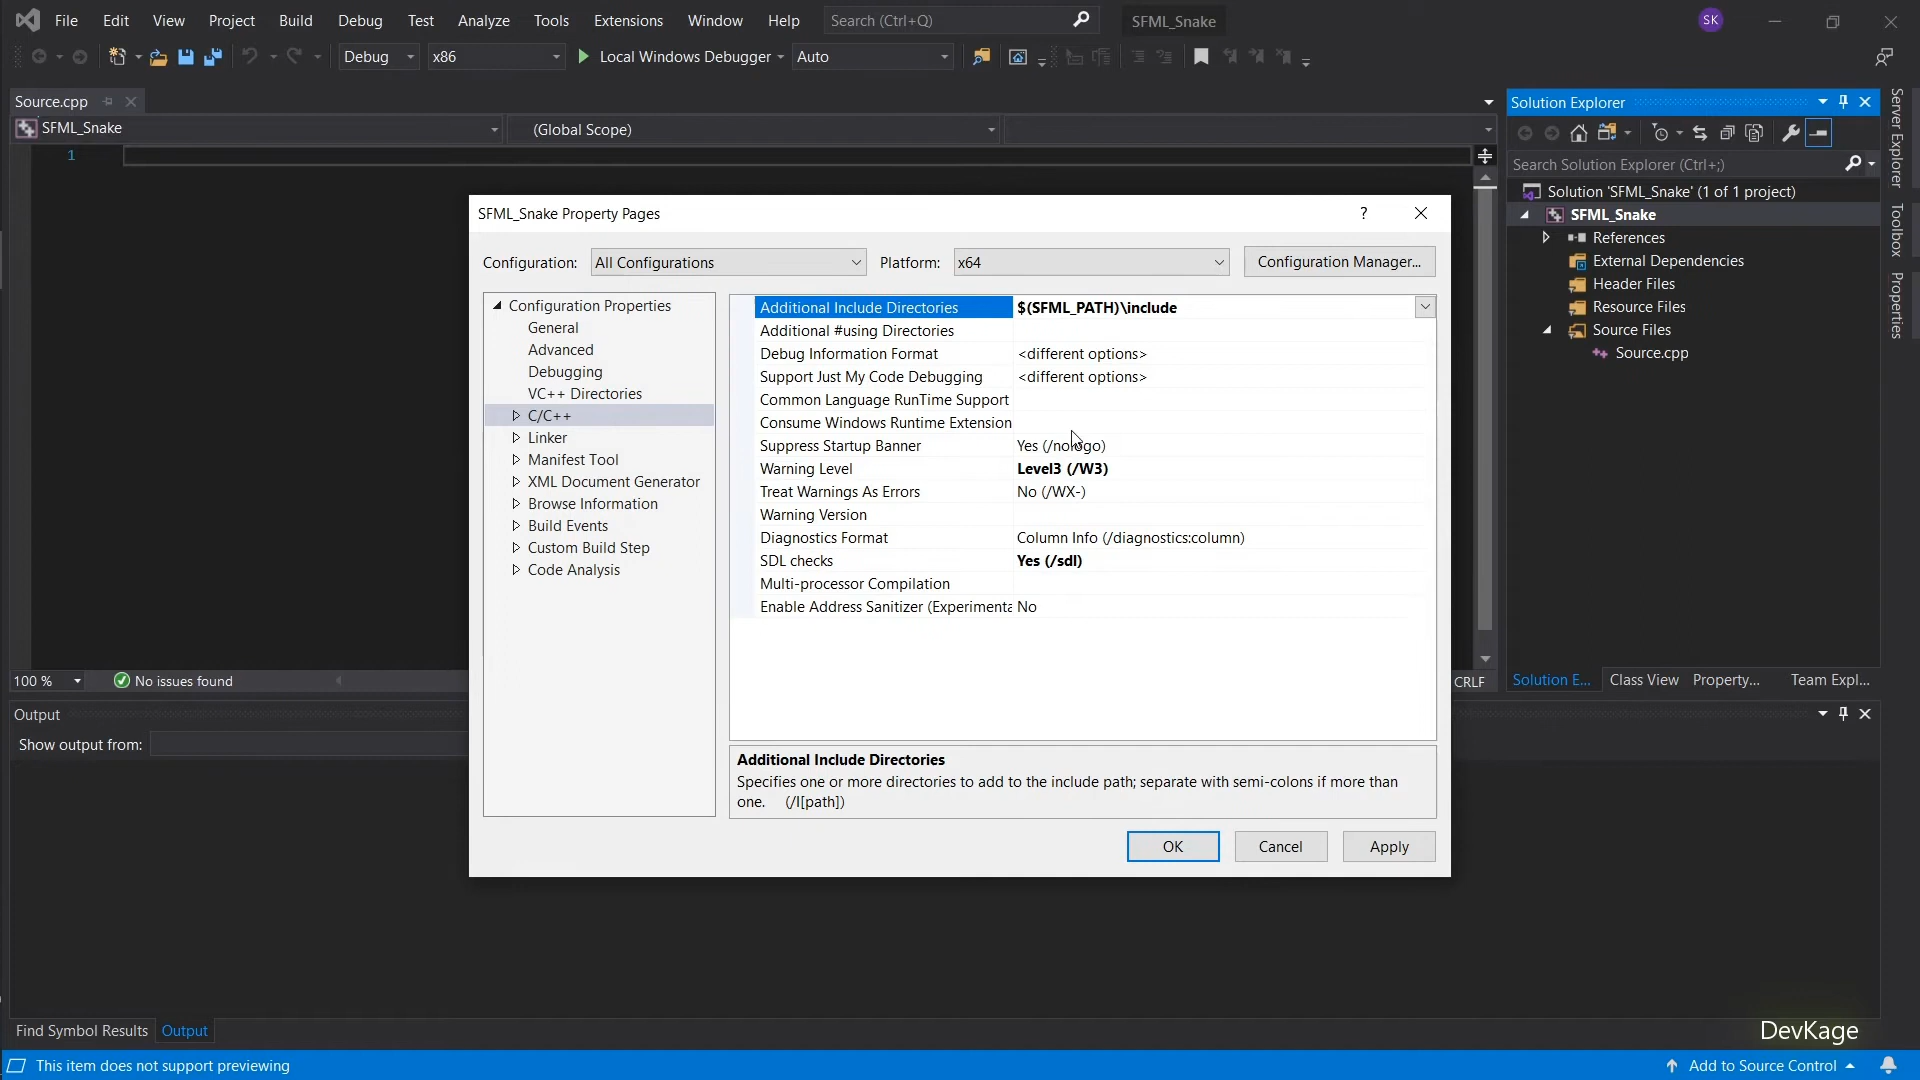 File Edit View Project Build Debug Test Analyze Tools Extensions Window Help Search (Ctrl+Q) SFML_Snake SK
Debug x86 Local Windows Debugger Auto
Source.cpp
SFML_Snake (Global Scope)
1
Solution Explorer
Search Solution Explorer (Ctrl+;)
Solution 'SFML_Snake' (1 of 1 project)
SFML_Snake
References
External Dependencies
Header Files
Resource Files
Source Files
Source.cpp
Server Explorer
Toolbox
Properties
SFML_Snake Property Pages ?
Configuration: All Configurations Platform: x64 Configuration Manager...
Configuration Properties
General
Advanced
Debugging
VC++ Directories
C/C++
Linker
Manifest Tool
XML Document Generator
Browse Information
Build Events
Custom Build Step
Code Analysis
Additional Include Directories $(SFML_PATH)\include
Additional #using Directories
Debug Information Format <different options>
Support Just My Code Debugging <different options>
Common Language RunTime Support
Consume Windows Runtime Extension
Suppress Startup Banner Yes (/nologo)
Warning Level Level3 (/W3)
Treat Warnings As Errors No (/WX-)
Warning Version
Diagnostics Format Column Info (/diagnostics:column)
SDL checks Yes (/sdl)
Multi-processor Compilation
Enable Address Sanitizer (Experimenta No
Additional Include Directories
Specifies one or more directories to add to the include path; separate with semi-colons if more than
one. (/I[path])
OK Cancel Apply
100 % No issues found CRLF
Solution E... Class View Property... Team Expl...
Output
Show output from:
Find Symbol Results Output
DevKage
This item does not support previewing Add to Source Control